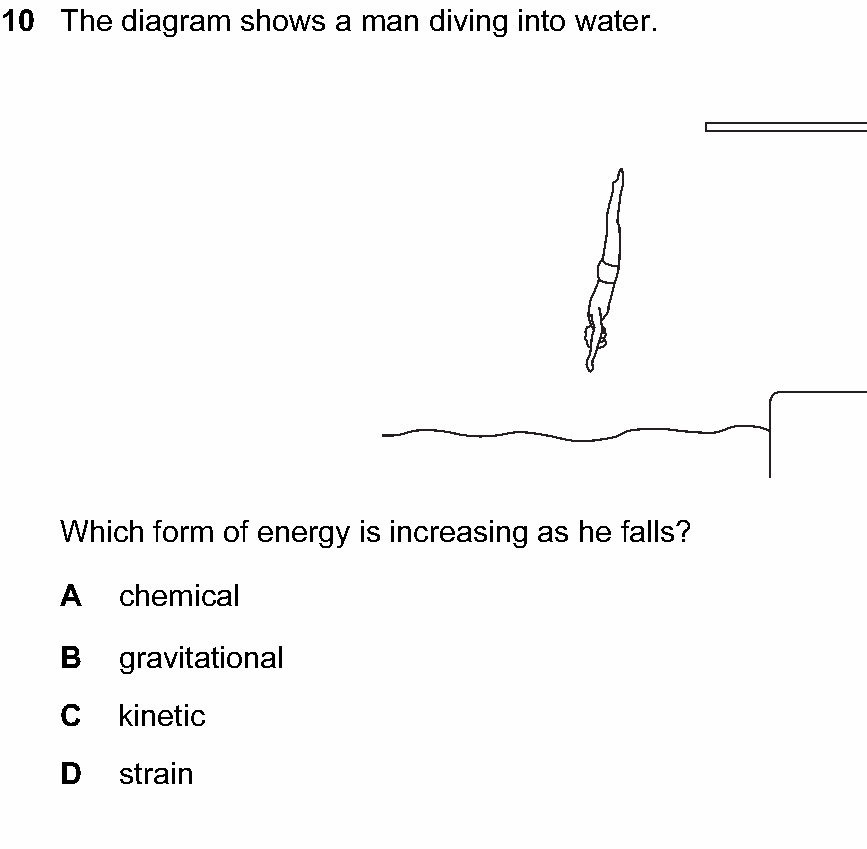 10 The diagram shows a man diving into water.
Which form of energy is increasing as he falls?
A chemical
B gravitational
C kinetic
D strain